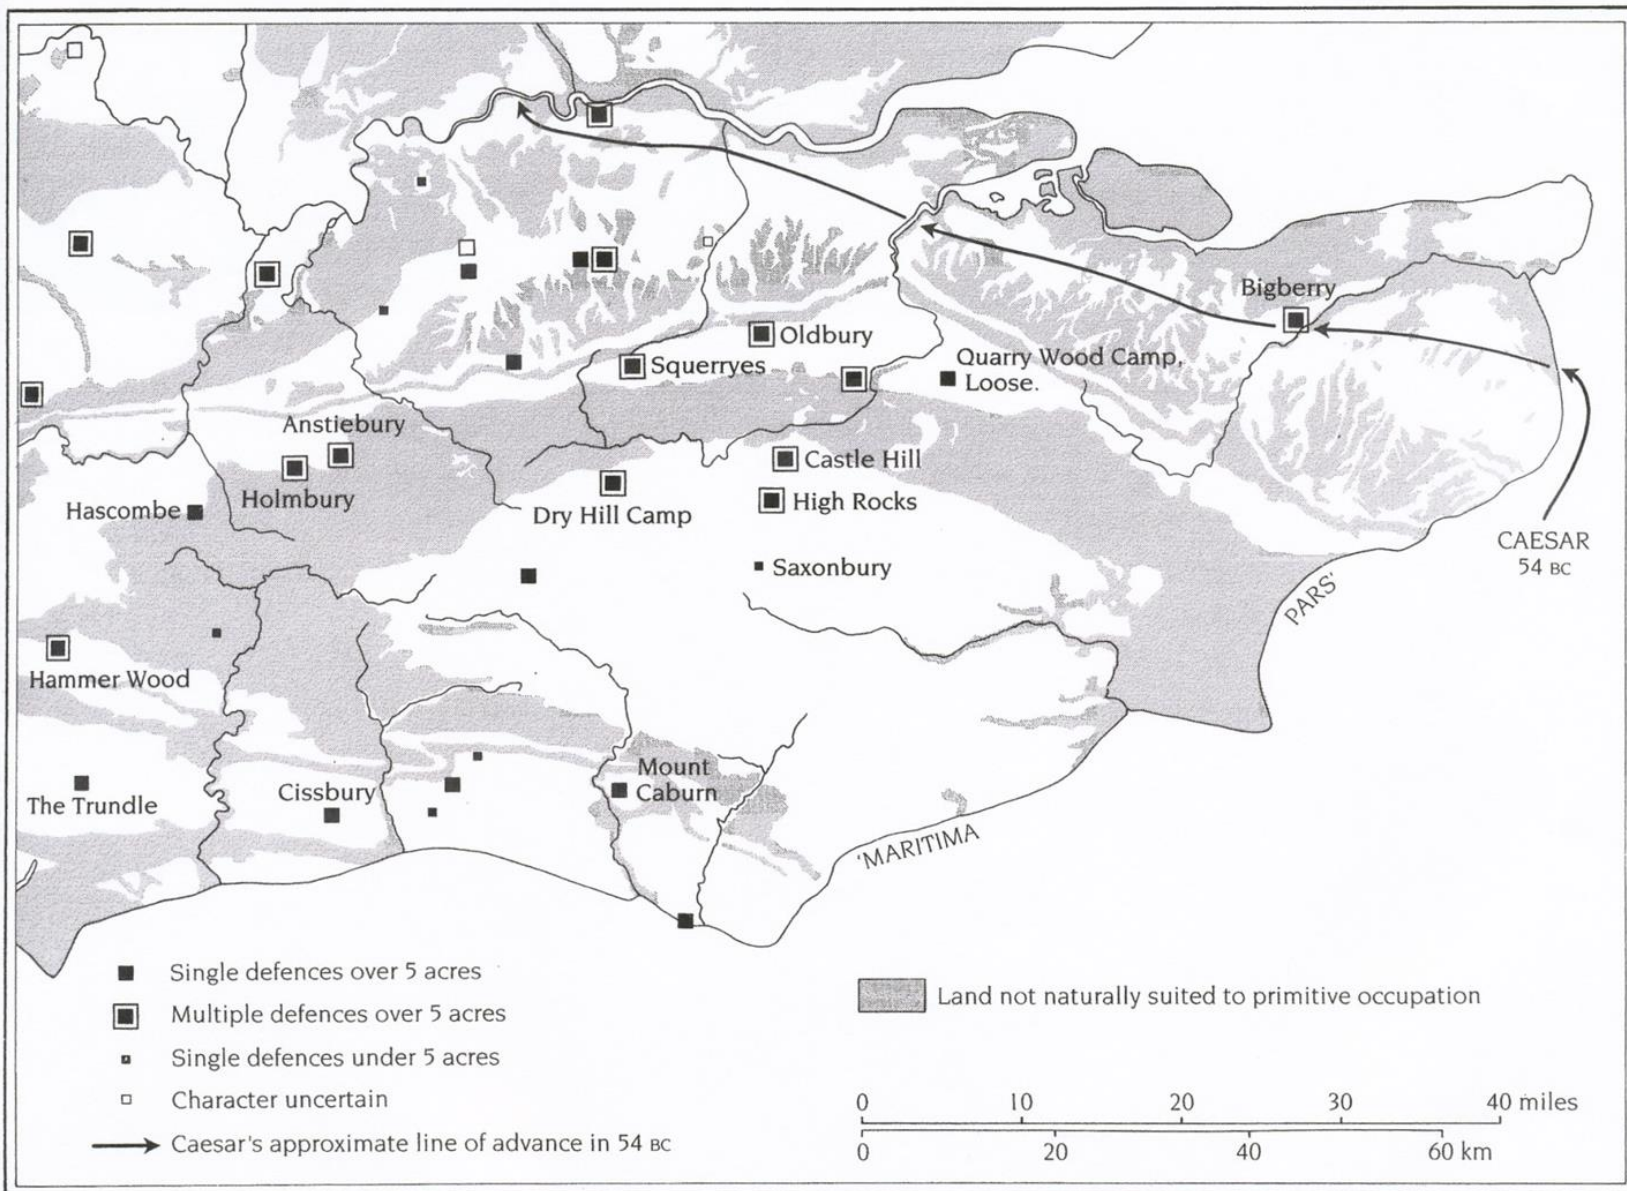 Bigberry
Oldbury
Squerryes
Quarry Wood Camp,
Loose.
Anstiebury
Holmbury
Hascombe
Castle Hill
High Rocks
Dry Hill Camp
Saxonbury
CAESAR
54 BC
PARS'
Hammer Wood
The Trundle
Cissbury
Mount
Caburn
'MARITIMA
Single defences over 5 acres
Multiple defences over 5 acres
Single defences under 5 acres
Character uncertain
Caesar's approximate line of advance in 54 BC
Land not naturally suited to primitive occupation
0 10 20 30 40 miles
0 20 40 60 km